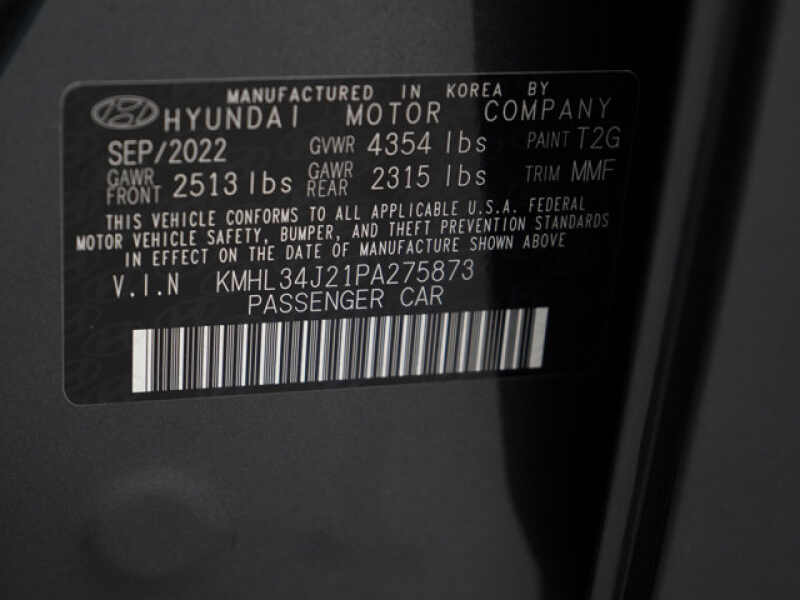 MANUFACTURED IN KOREA BY
HYUNDAI MOTOR COMPANY
SEP/2022 GVWR 4354 lbs PAINT T2G
GAWR FRONT 2513 lbs GAWR REAR 2315 lbs TRIM MMF
THIS VEHICLE CONFORMS TO ALL APPLICABLE U.S.A. FEDERAL
MOTOR VEHICLE SAFETY, BUMPER, AND THEFT PREVENTION STANDARDS
IN EFFECT ON THE DATE OF MANUFACTURE SHOWN ABOVE
V.I.N KMHL34J21PA275873
PASSENGER CAR